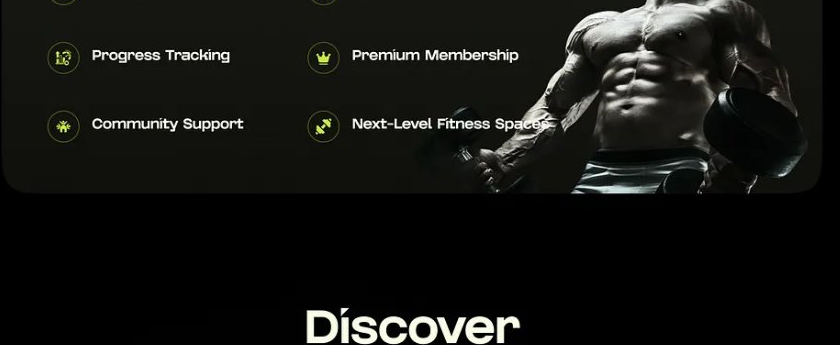 Progress Tracking
Premium Membership
Community Support
Next-Level Fitness Spaces
Discover